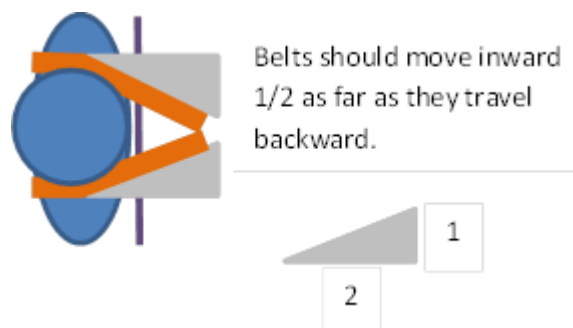 Belts should move inward
1/2 as far as they travel
backward.
1
2